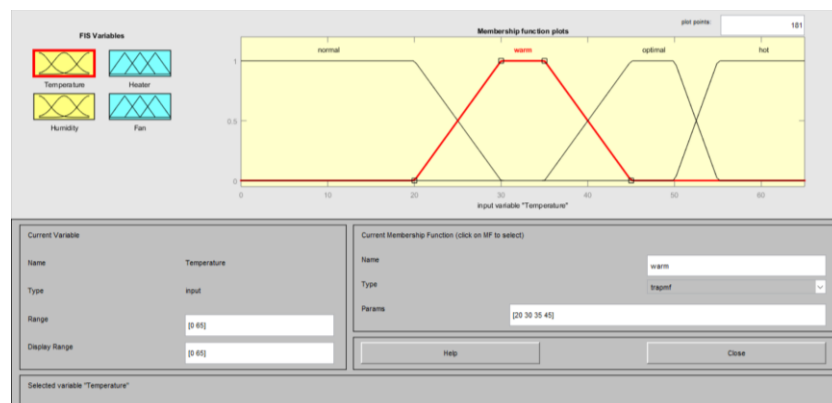 FIS Variables
Membership function plots
plot points:
181
Temperature
Heater
Humidity
Fan
normal
warm
optimal
hot
1
0.5
0
0
10
20
30
40
50
60
input variable "Temperature"
Current Variable
Name
Temperature
Type
input
Range
[0 65]
Display Range
[0 65]
Current Membership Function (click on MF to select)
Name
warm
Type
trapmf
Params
[20 30 35 45]
Help
Close
Selected variable "Temperature"